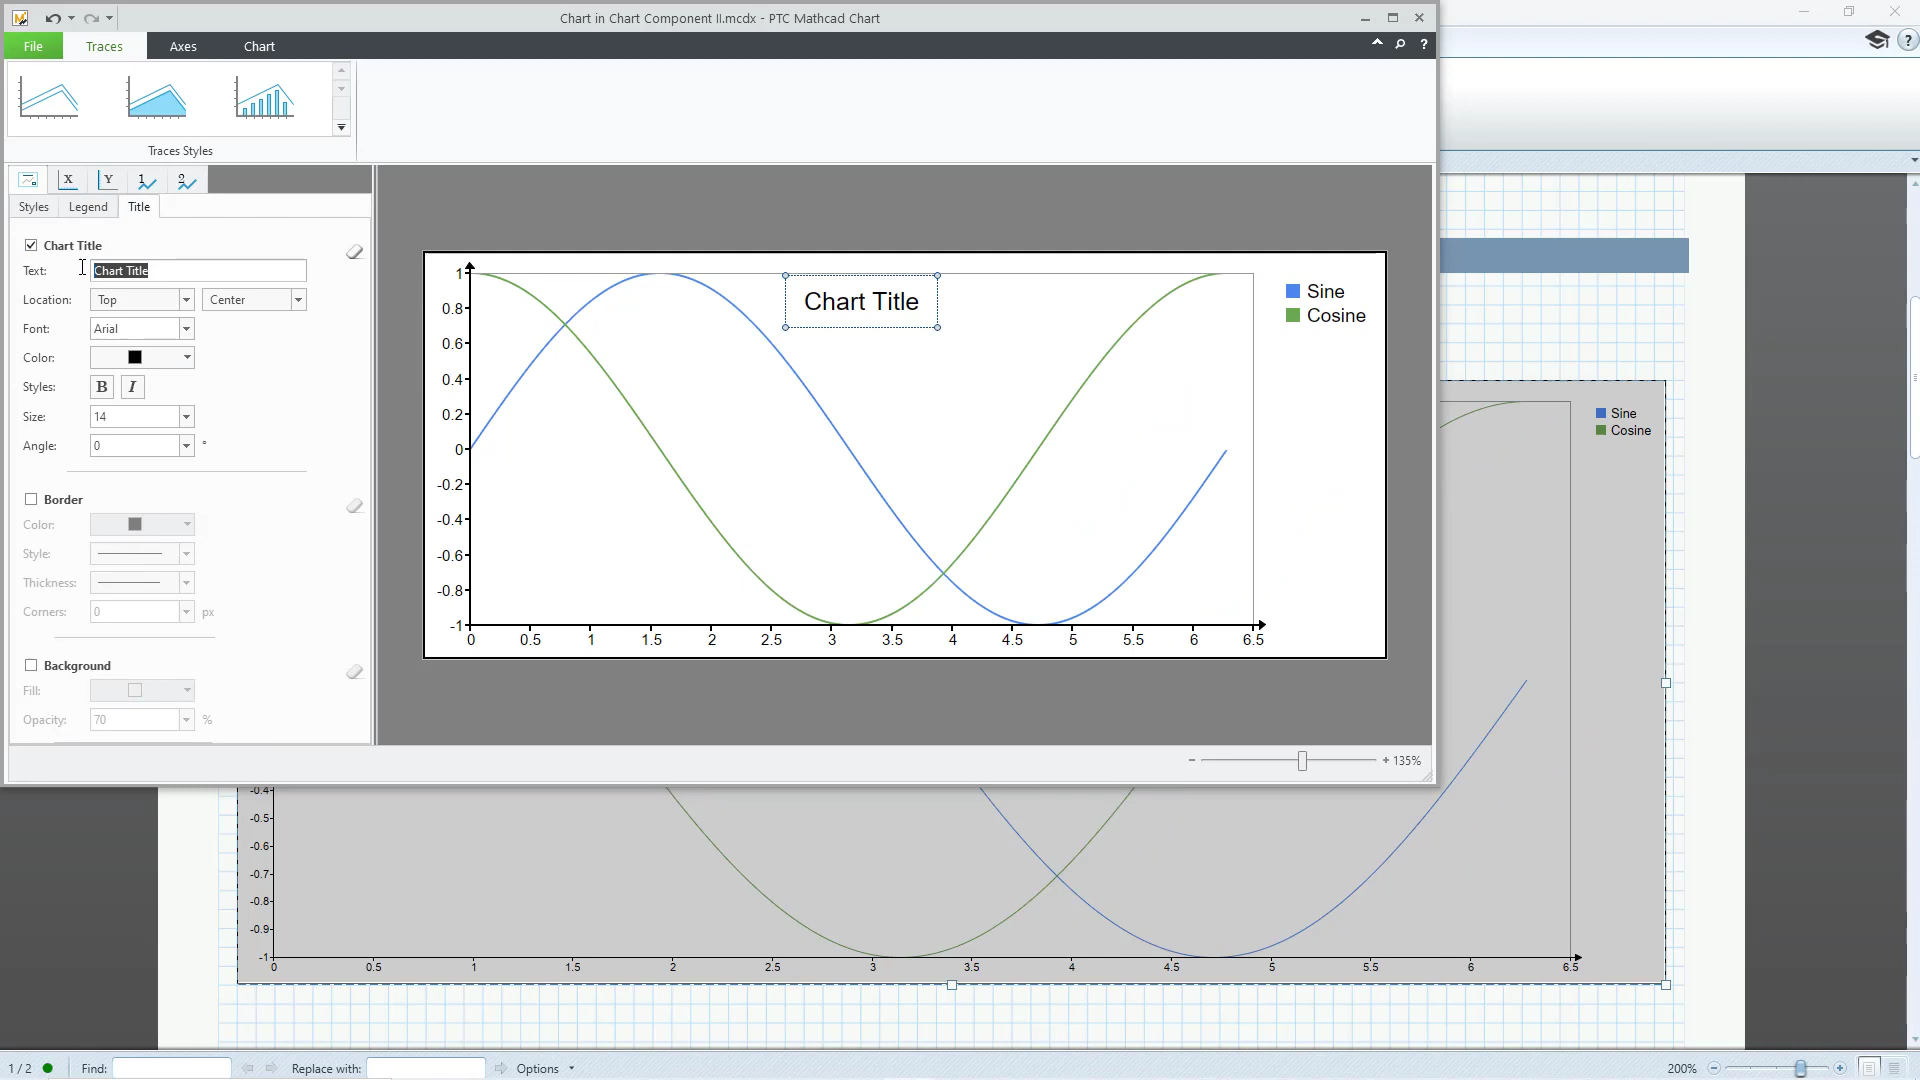 Chart in Chart Component II.mcdx - PTC Mathcad Chart
File Traces Axes Chart
?
?
Traces Styles
X Y 1 2
Styles Legend Title
Chart Title
Text: Chart Title
Location: Top Center
Font: Arial
Color:
Styles: B I
Size: 14
Angle: 0 °
Border
Color:
Style:
Thickness:
Corners: 0 px
Background
Fill:
Opacity: 70 %
Chart Title
Sine
Cosine
1
0.8
0.6
0.4
0.2
0
-0.2
-0.4
-0.6
-0.8
-1
0 0.5 1 1.5 2 2.5 3 3.5 4 4.5 5 5.5 6 6.5
- + 135%
Sine
Cosine
-0.4
-0.5
-0.6
-0.7
-0.8
-0.9
-1
0 0.5 1 1.5 2 2.5 3 3.5 4 4.5 5 5.5 6 6.5
1 / 2 Find: Replace with: Options 200%